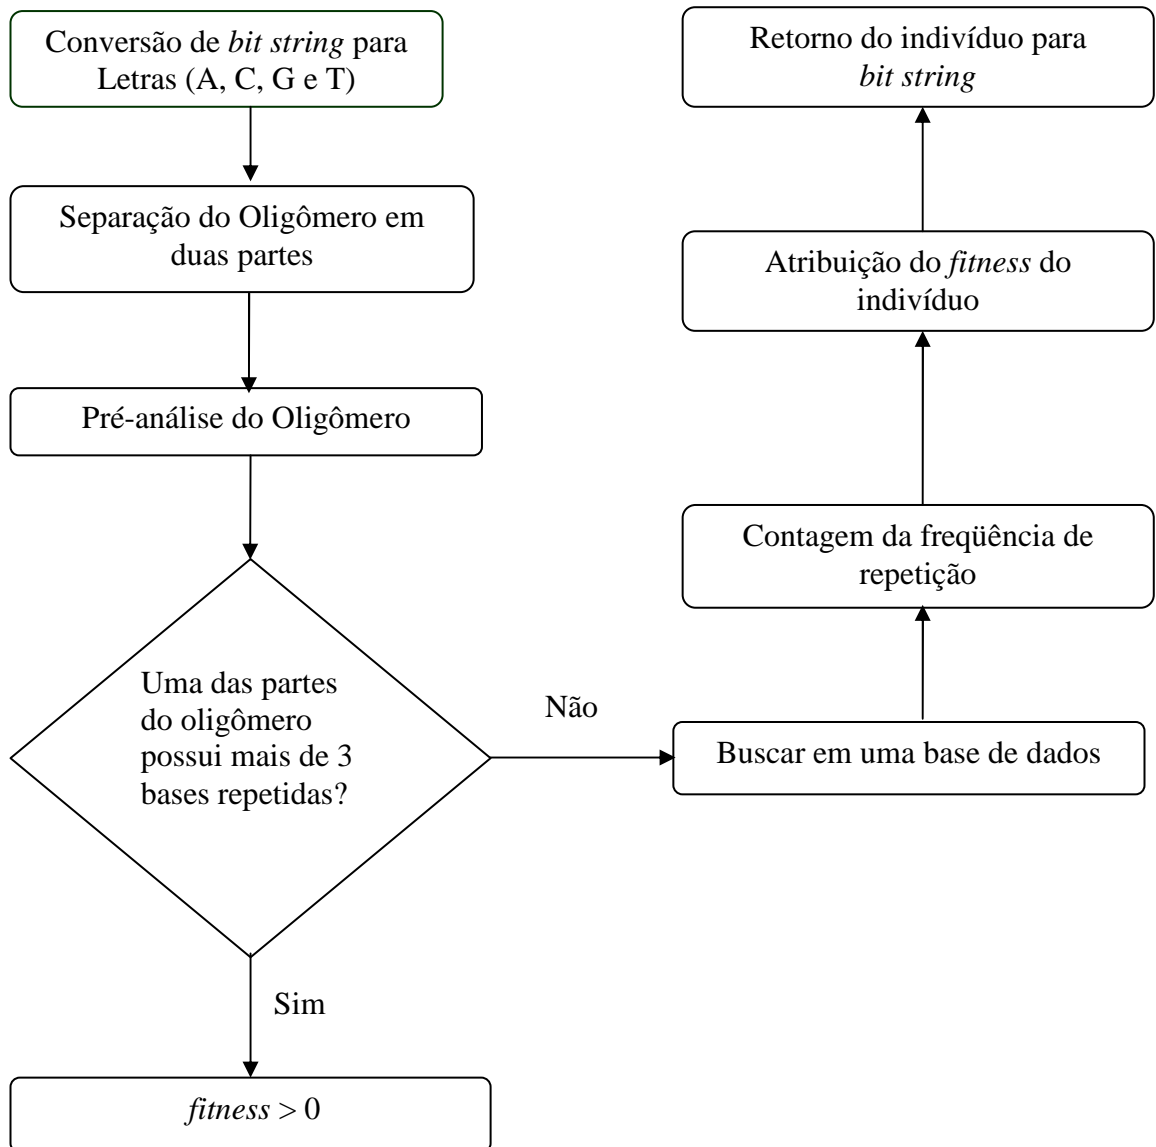 Conversão de bit string para
Letras (A, C, G e T)
Separação do Oligômero em
duas partes
Pré-análise do Oligômero
Uma das partes
do oligômero
possui mais de 3
bases repetidas?
Sim
fitness > 0
Não
Buscar em uma base de dados
Contagem da freqüência de
repetição
Atribuição do fitness do
indivíduo
Retorno do indivíduo para
bit string